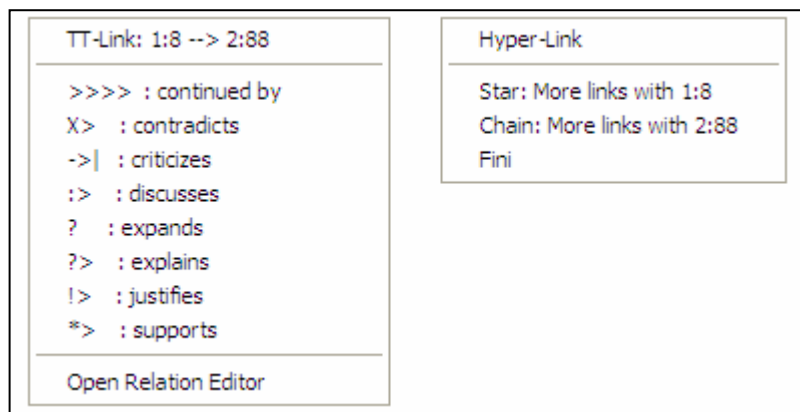 TT-Link: 1:8 --> 2:88
>>>> : continued by
X> : contradicts
->| : criticizes
:> : discusses
? : expands
?> : explains
!> : justifies
*> : supports
Open Relation Editor
Hyper-Link
Star: More links with 1:8
Chain: More links with 2:88
Fini